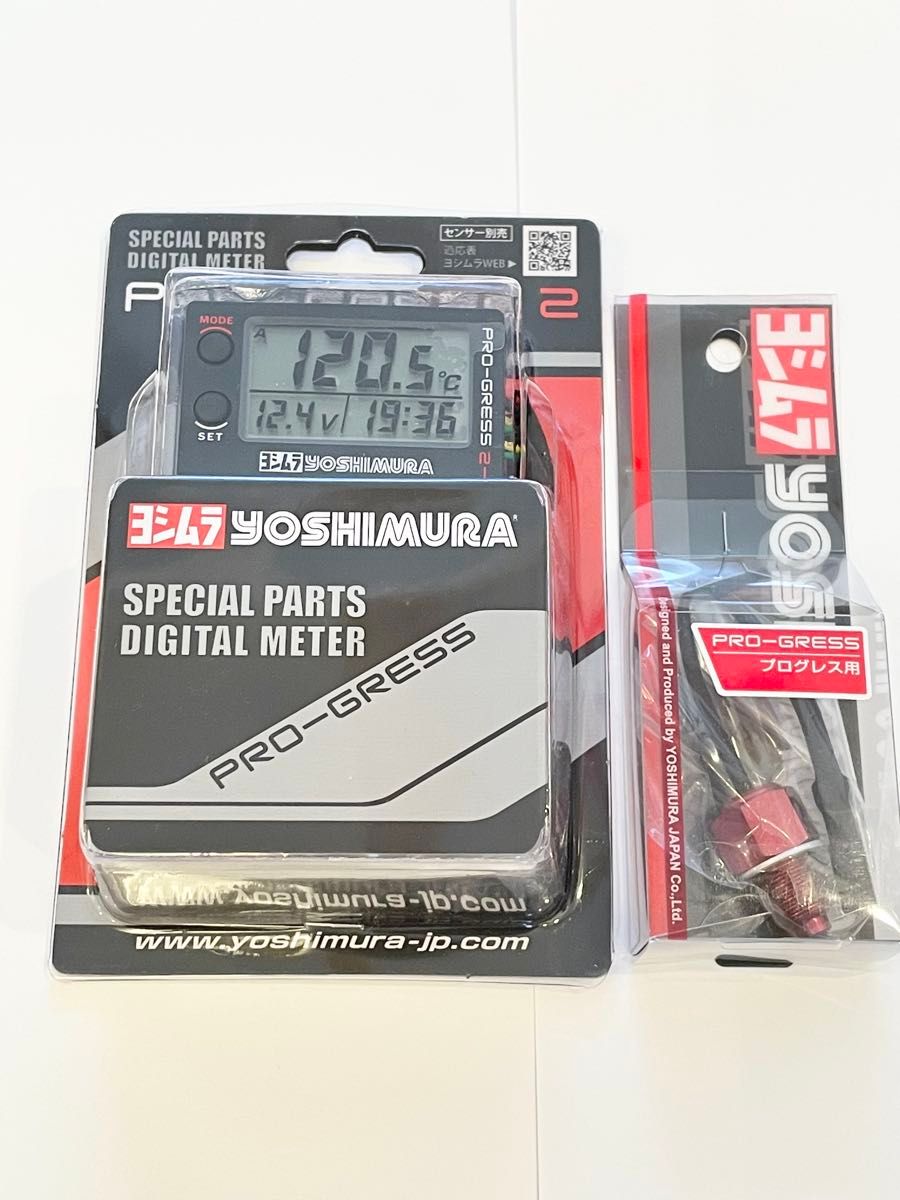 SPECIAL PARTS
DIGITAL METER
センサー別売
適応表
ヨシムラWEB ▶
P
2
MODE
SET
A
120.5°C
12.4V
19:36
PRO-GRESS 2-
ヨシムラ YOSHIMURA
ヨシムラ YOSHIMURA
SPECIAL PARTS
DIGITAL METER
PRO-GRESS
www.yoshimura-jp.com
www.yoshimura-jp.com
ヨシムラ YOSHI
PRO-GRESS
プログレス用
Designed and Produced by YOSHIMURA JAPAN Co.,Ltd.